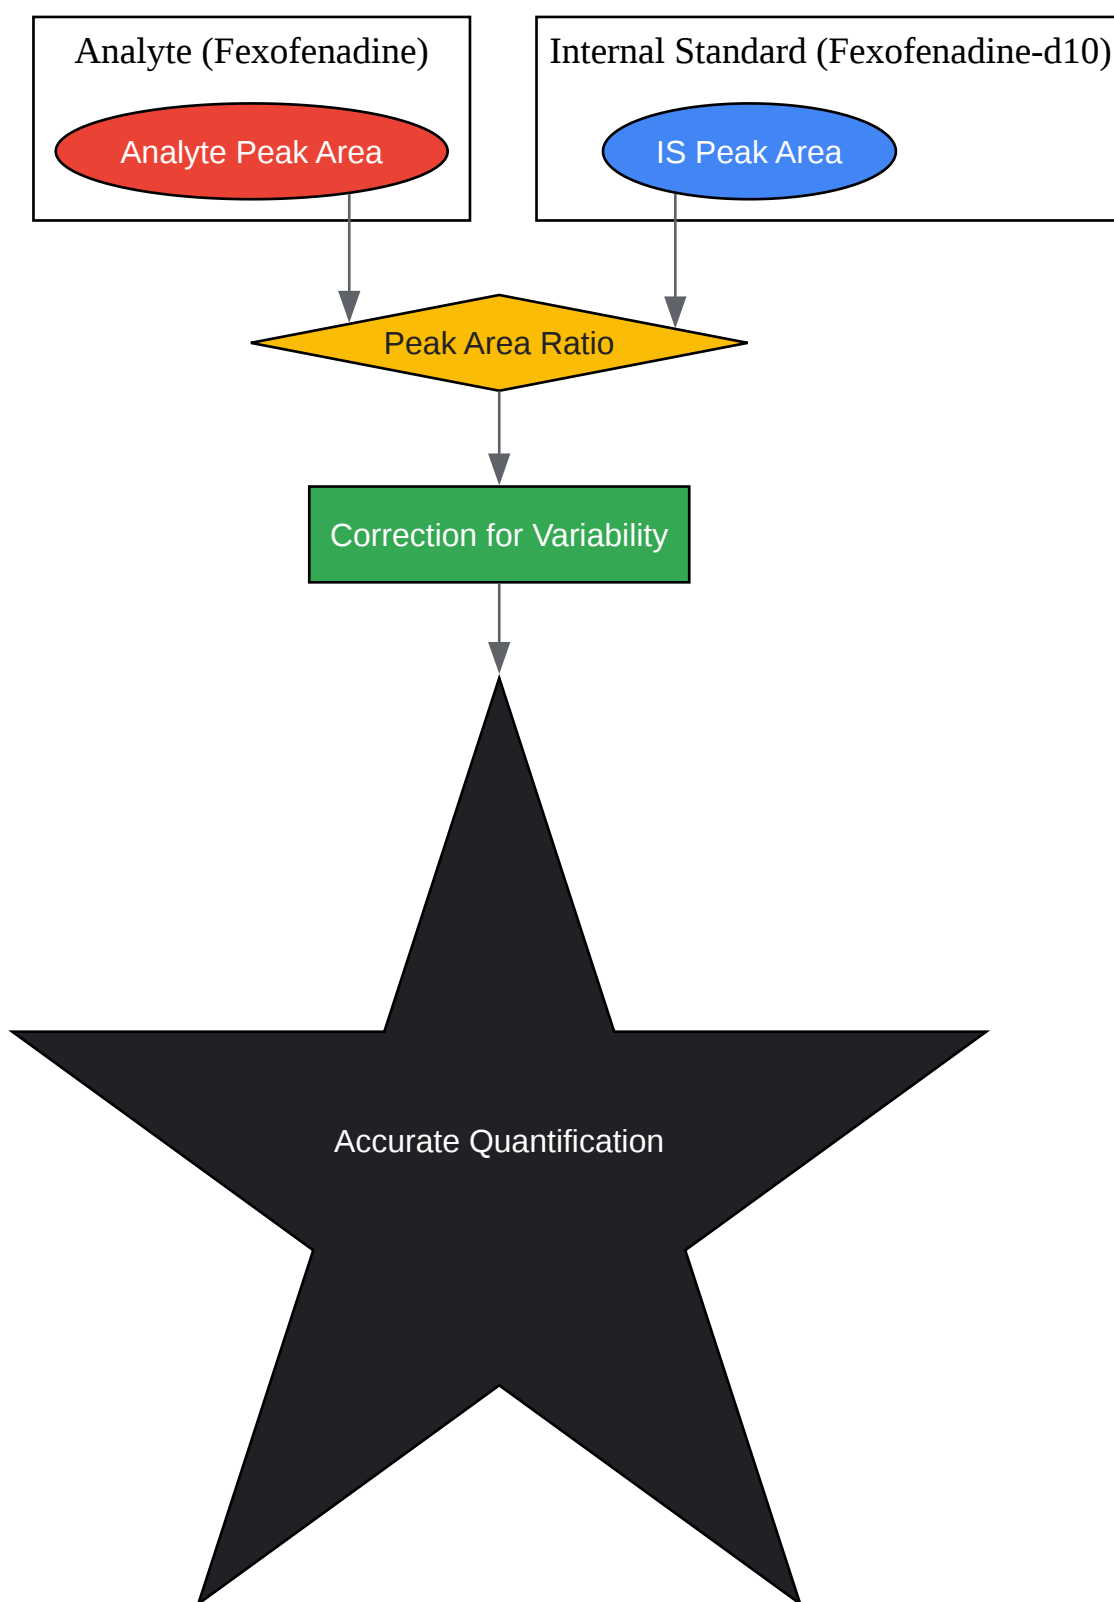 Analyte (Fexofenadine)
Internal Standard (Fexofenadine-d10)
Analyte Peak Area
IS Peak Area
Peak Area Ratio
Correction for Variability
Accurate Quantification